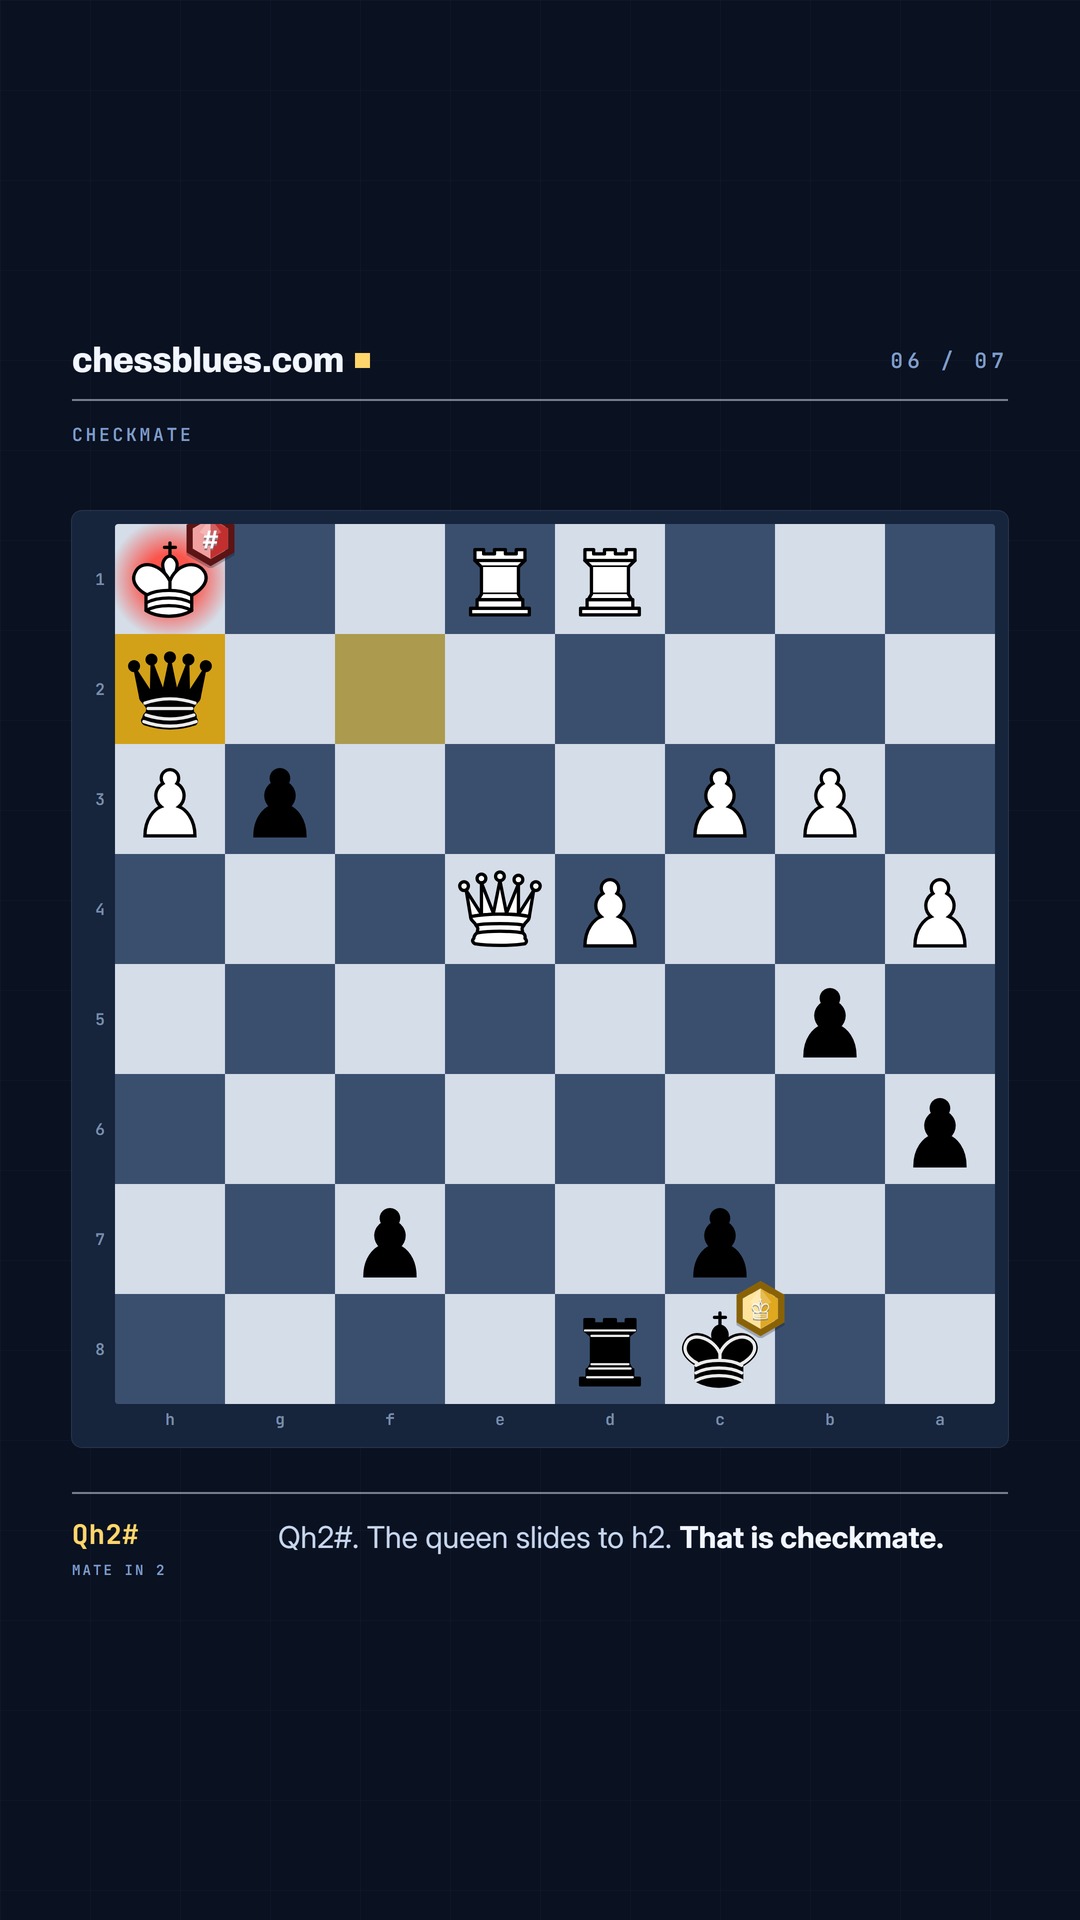 chessblues.com
06 / 07
CHECKMATE
#
1
2
3
4
5
6
7
8
h g f e d c b a
Qh2#
Qh2#. The queen slides to h2. That is checkmate.
MATE IN 2